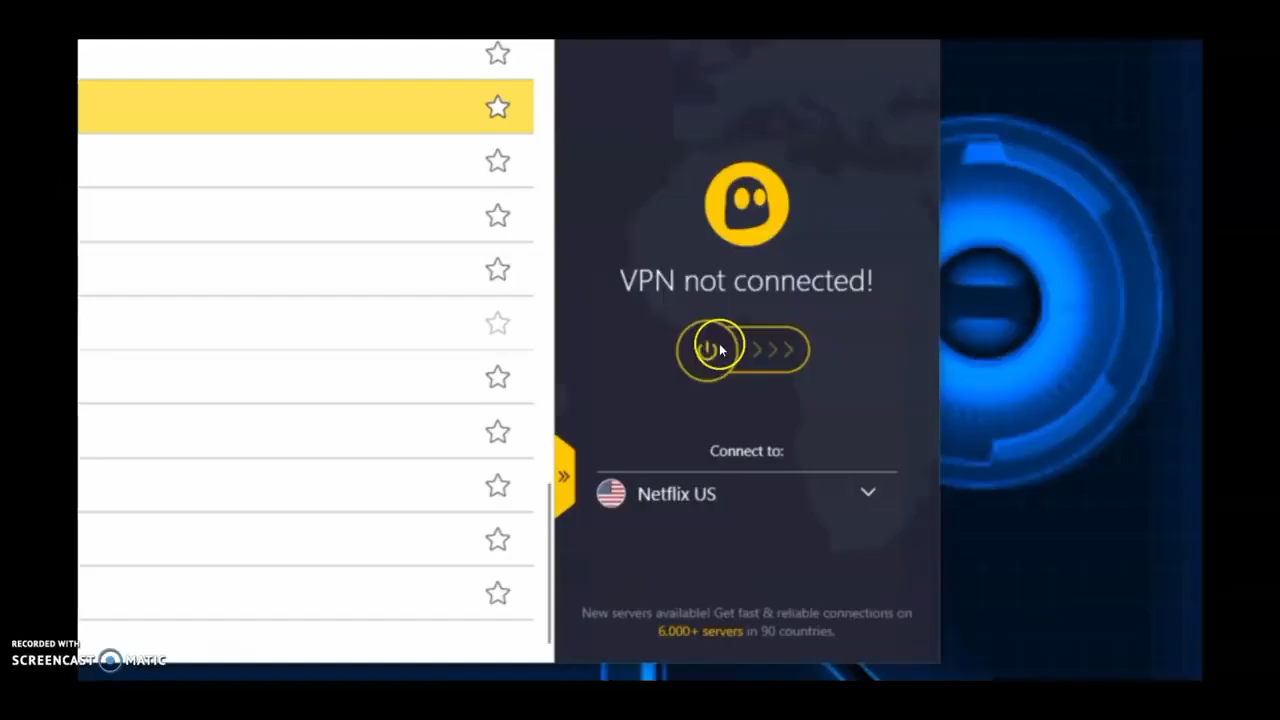 VPN not connected!
Connect to:
Netflix US
New servers available! Get fast & reliable connections on
6.000+ servers in 90 countries.
RECORDED WITH
SCREENCAST MATIC